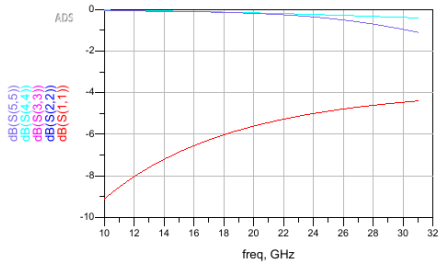 ADS
dB(S(5,5))
dB(S(4,4))
dB(S(3,3))
dB(S(2,2))
dB(S(1,1))
0
-2
-4
-6
-8
-10
10 12 14 16 18 20 22 24 26 28 30 32
freq, GHz